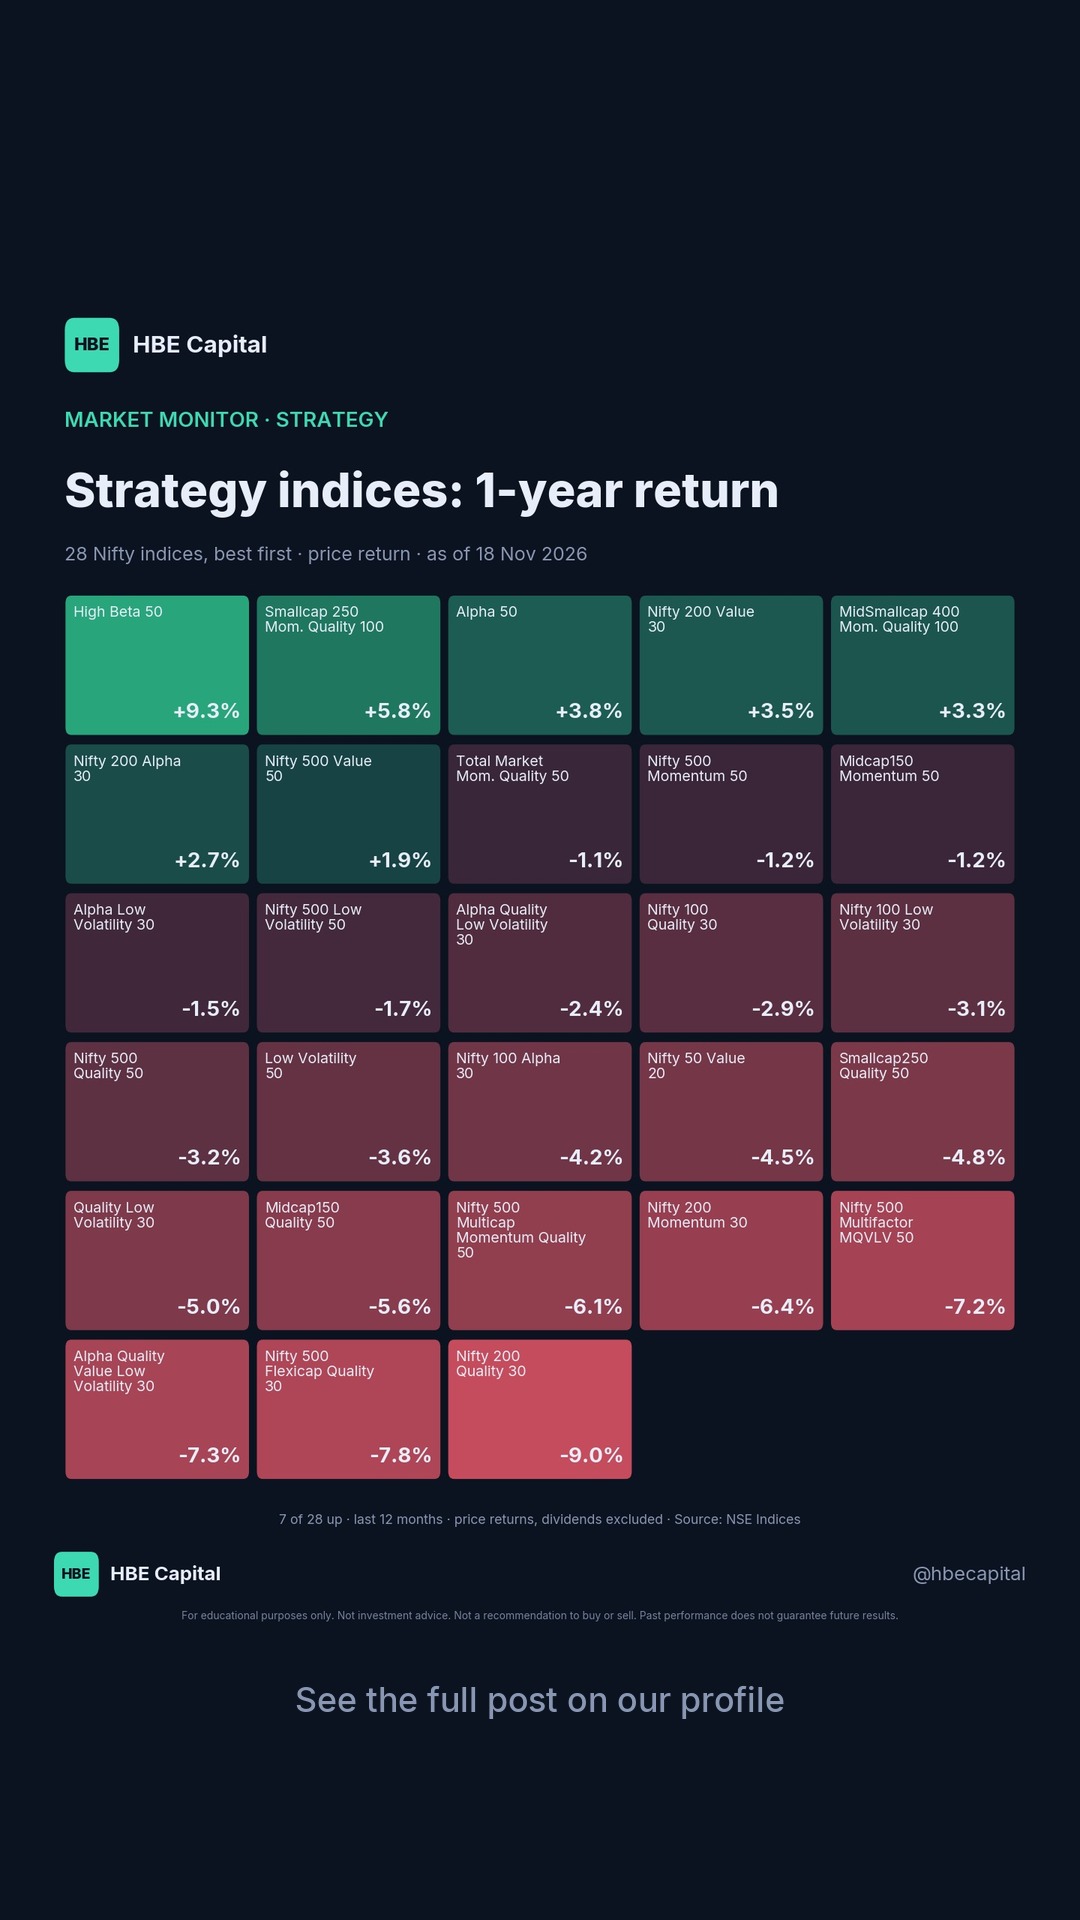 HBE
HBE Capital
MARKET MONITOR · STRATEGY
Strategy indices: 1-year return
28 Nifty indices, best first · price return · as of 18 Nov 2026
High Beta 50
+9.3%
Smallcap 250
Mom. Quality 100
+5.8%
Alpha 50
+3.8%
Nifty 200 Value
30
+3.5%
MidSmallcap 400
Mom. Quality 100
+3.3%
Nifty 200 Alpha
30
+2.7%
Nifty 500 Value
50
+1.9%
Total Market
Mom. Quality 50
-1.1%
Nifty 500
Momentum 50
-1.2%
Midcap150
Momentum 50
-1.2%
Alpha Low
Volatility 30
-1.5%
Nifty 500 Low
Volatility 50
-1.7%
Alpha Quality
Low Volatility
30
-2.4%
Nifty 100
Quality 30
-2.9%
Nifty 100 Low
Volatility 30
-3.1%
Nifty 500
Quality 50
-3.2%
Low Volatility
50
-3.6%
Nifty 100 Alpha
30
-4.2%
Nifty 50 Value
20
-4.5%
Smallcap250
Quality 50
-4.8%
Quality Low
Volatility 30
-5.0%
Midcap150
Quality 50
-5.6%
Nifty 500
Multicap
Momentum Quality
50
-6.1%
Nifty 200
Momentum 30
-6.4%
Nifty 500
Multifactor
MQVLV 50
-7.2%
Alpha Quality
Value Low
Volatility 30
-7.3%
Nifty 500
Flexicap Quality
30
-7.8%
Nifty 200
Quality 30
-9.0%
7 of 28 up · last 12 months · price returns, dividends excluded · Source: NSE Indices
HBE
HBE Capital
@hbecapital
For educational purposes only. Not investment advice. Not a recommendation to buy or sell. Past performance does not guarantee future results.
See the full post on our profile